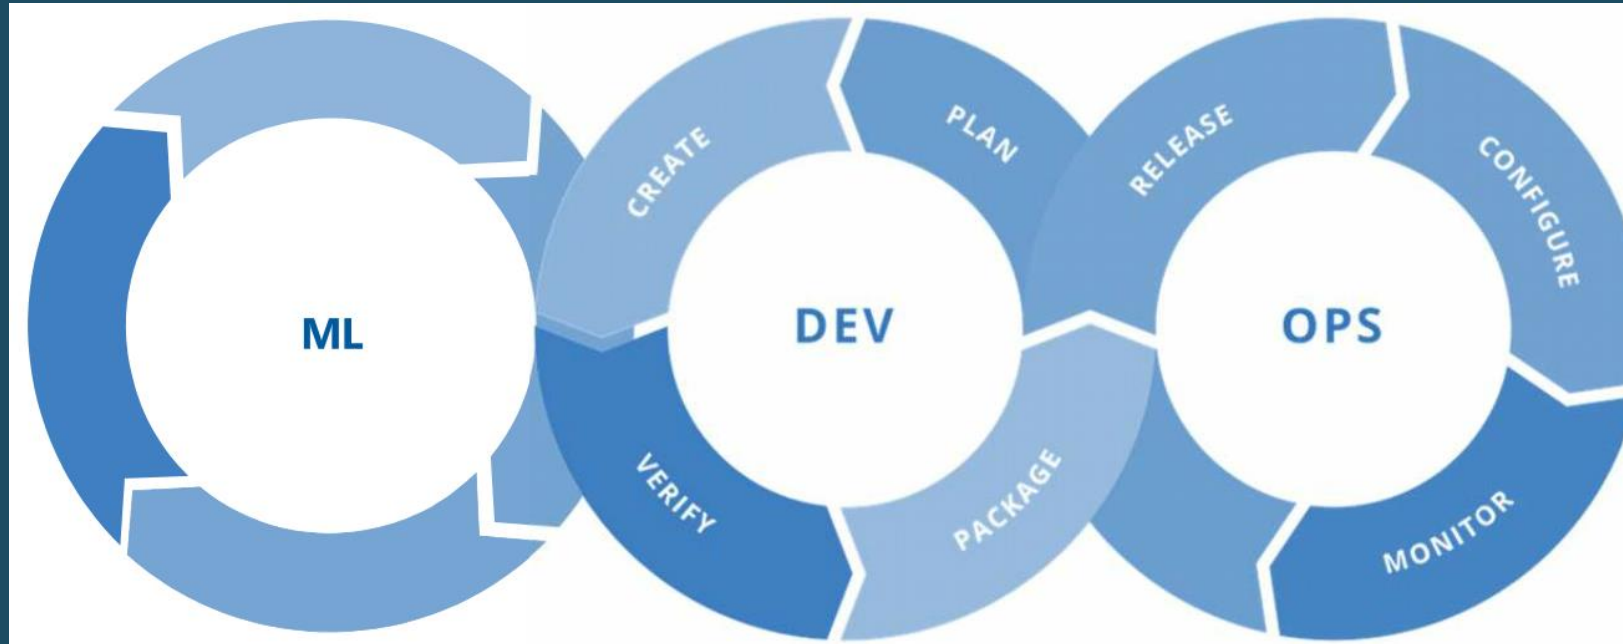 ML
CREATE
PLAN
DEV
VERIFY
PACKAGE
RELEASE
CONFIGURE
OPS
MONITOR